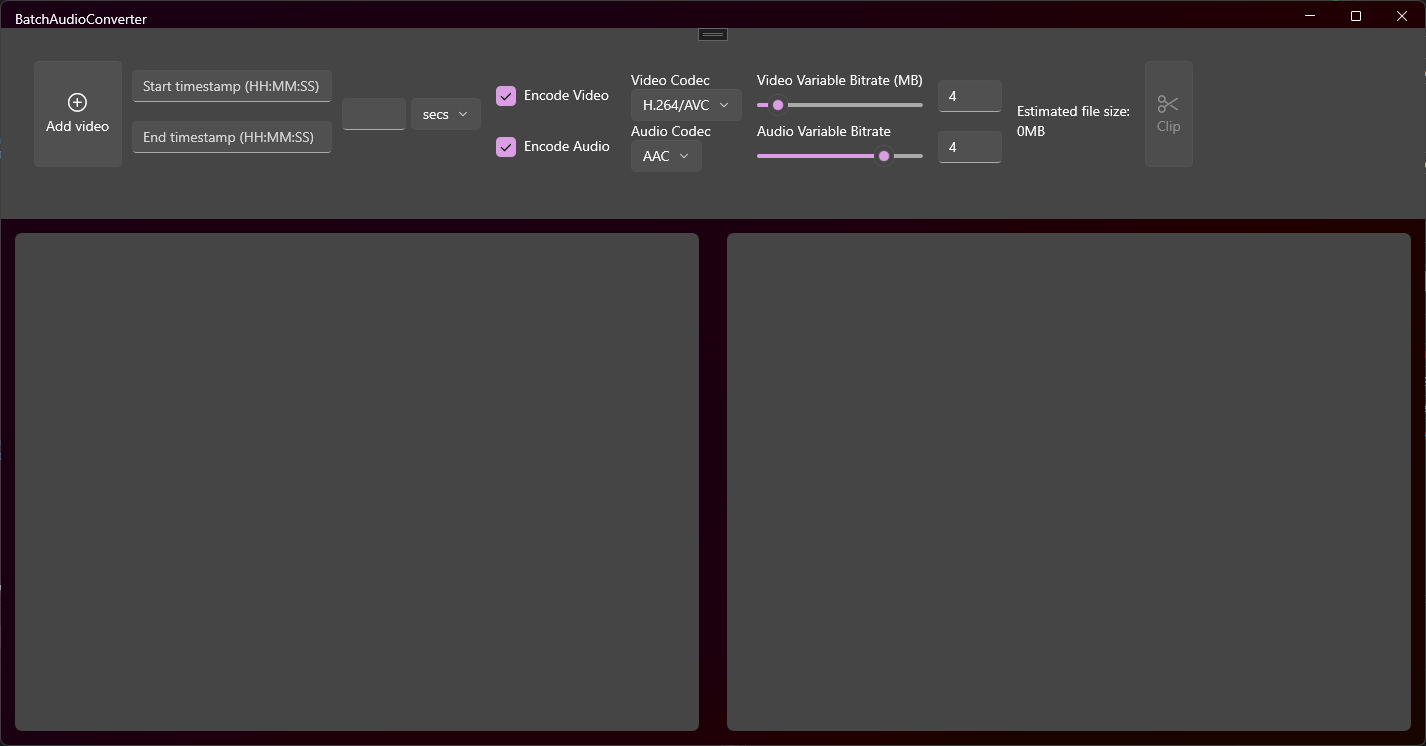 BatchAudioConverter
Add video
Start timestamp (HH:MM:SS)
End timestamp (HH:MM:SS)
secs
Encode Video
Encode Audio
Video Codec
H.264/AVC
Audio Codec
AAC
Video Variable Bitrate (MB)
4
Audio Variable Bitrate
4
Estimated file size:
0MB
Clip